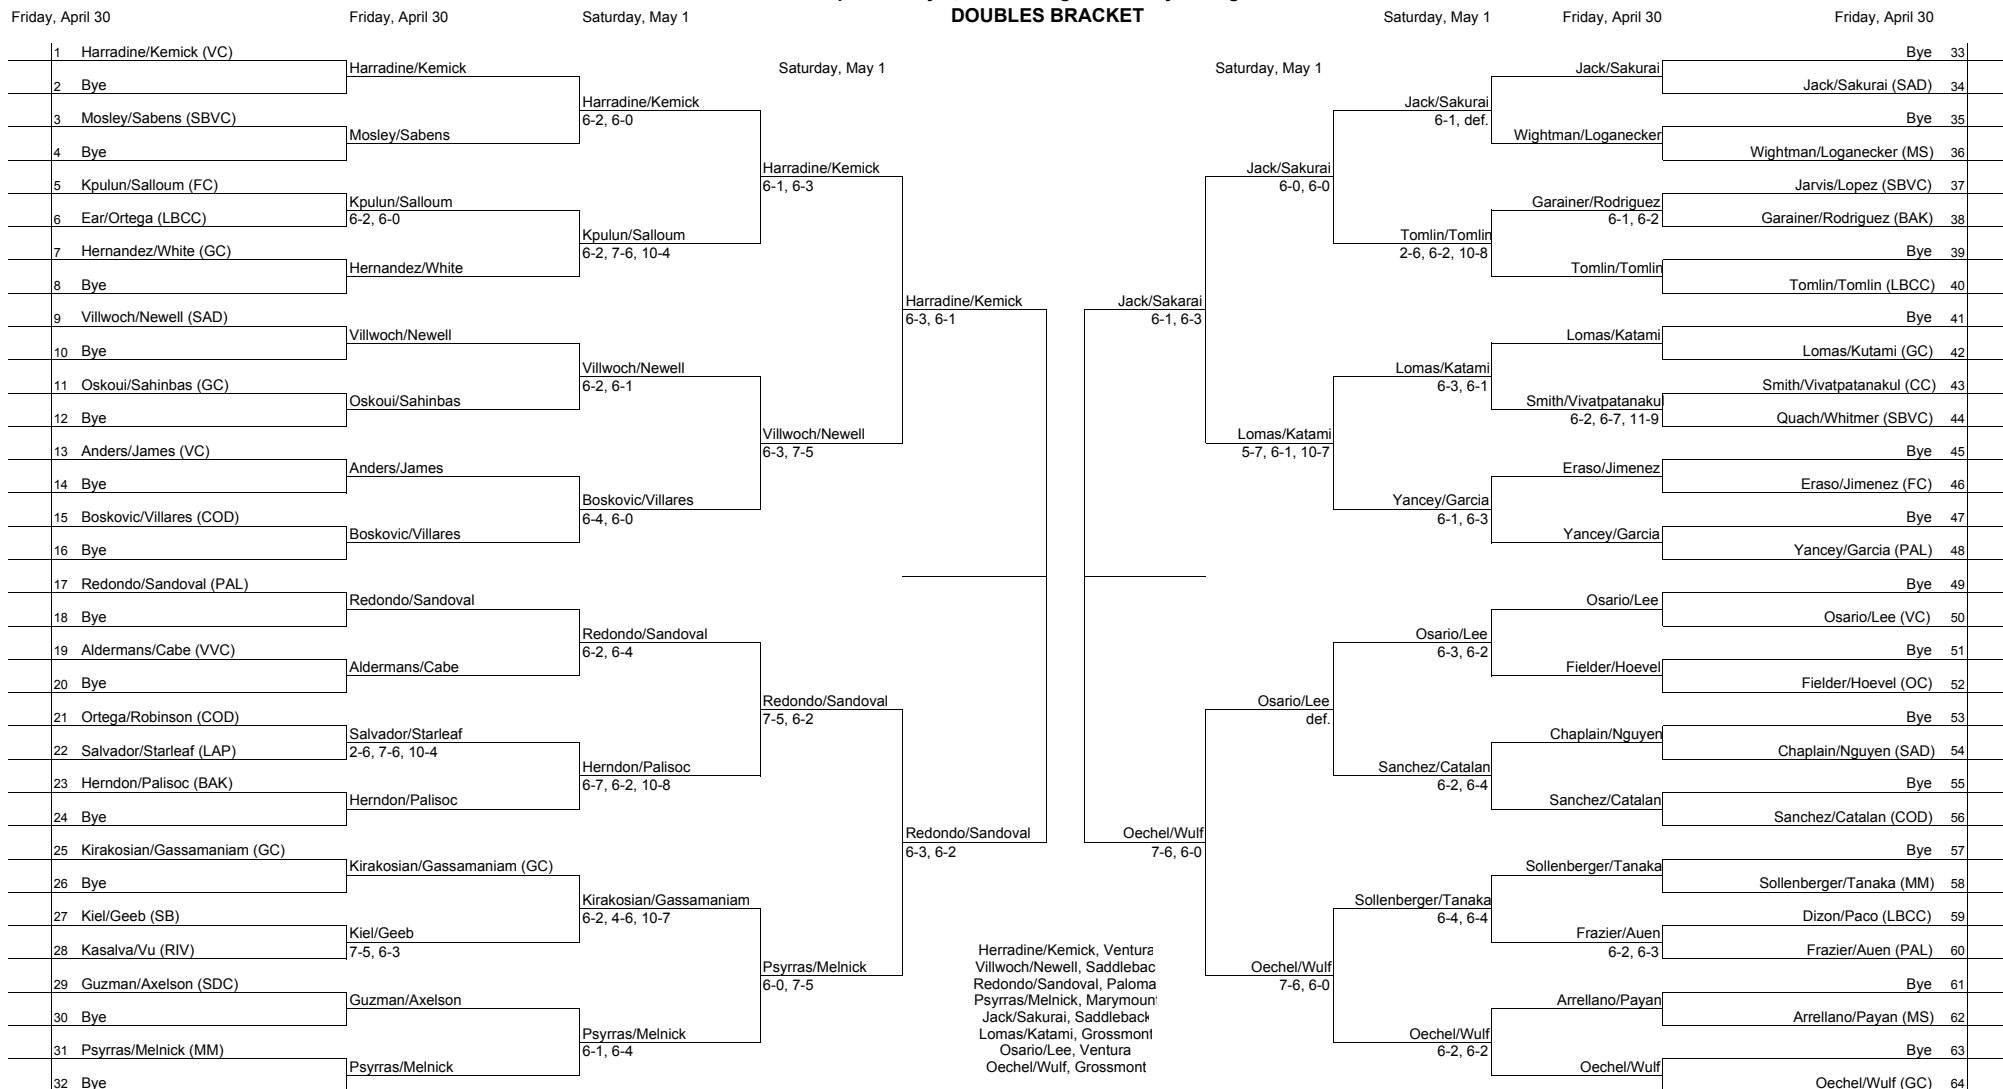 DOUBLES BRACKET
Friday, April 30
Friday, April 30
Saturday, May 1
Saturday, May 1
1 Harradine/Kemick (VC)
2 Bye
3 Mosley/Sabens (SBVC)
4 Bye
5 Kpulun/Salloum (FC)
6 Ear/Ortega (LBCC)
7 Hernandez/White (GC)
8 Bye
9 Villwoch/Newell (SAD)
10 Bye
11 Oskoui/Sahinbas (GC)
12 Bye
13 Anders/James (VC)
14 Bye
15 Boskovic/Villares (COD)
16 Bye
17 Redondo/Sandoval (PAL)
18 Bye
19 Aldermans/Cabe (VVC)
20 Bye
21 Ortega/Robinson (COD)
22 Salvador/Starleaf (LAP)
23 Herndon/Palisoc (BAK)
24 Bye
25 Kirakosian/Gassamaniam (GC)
26 Bye
27 Kiel/Geeb (SB)
28 Kasalva/Vu (RIV)
29 Guzman/Axelson (SDC)
30 Bye
31 Psyrras/Melnick (MM)
32 Bye
Harradine/Kemick
Mosley/Sabens
Kpulun/Salloum
6-2, 6-0
Hernandez/White
Villwoch/Newell
Oskoui/Sahinbas
Anders/James
Boskovic/Villares
Redondo/Sandoval
Aldermans/Cabe
Salvador/Starleaf
2-6, 7-6, 10-4
Herndon/Palisoc
Kirakosian/Gassamaniam (GC)
Kiel/Geeb
7-5, 6-3
Guzman/Axelson
Psyrras/Melnick
Harradine/Kemick
6-2, 6-0
Kpulun/Salloum
6-2, 7-6, 10-4
Villwoch/Newell
6-2, 6-1
Boskovic/Villares
6-4, 6-0
Redondo/Sandoval
6-2, 6-4
Herndon/Palisoc
6-7, 6-2, 10-8
Kirakosian/Gassamaniam
6-2, 4-6, 10-7
Psyrras/Melnick
6-1, 6-4
Harradine/Kemick
6-1, 6-3
Villwoch/Newell
6-3, 7-5
Redondo/Sandoval
7-5, 6-2
Psyrras/Melnick
6-0, 7-5
Harradine/Kemick
6-3, 6-1
Redondo/Sandoval
6-3, 6-2
Herradine/Kemick, Ventura
Villwoch/Newell, Saddlebac
Redondo/Sandoval, Paloma
Psyrras/Melnick, Marymount
Jack/Sakurai, Saddleback
Lomas/Katami, Grossmont
Osario/Lee, Ventura
Oechel/Wulf, Grossmont
Saturday, May 1
Saturday, May 1
Friday, April 30
Friday, April 30
Jack/Sakarai
6-1, 6-3
Oechel/Wulf
7-6, 6-0
Jack/Sakurai
6-0, 6-0
Lomas/Katami
5-7, 6-1, 10-7
Osario/Lee
def.
Oechel/Wulf
7-6, 6-0
Jack/Sakurai
6-1, def.
Tomlin/Tomlin
2-6, 6-2, 10-8
Lomas/Katami
6-3, 6-1
Yancey/Garcia
6-1, 6-3
Osario/Lee
6-3, 6-2
Sanchez/Catalan
6-2, 6-4
Sollenberger/Tanaka
6-4, 6-4
Oechel/Wulf
6-2, 6-2
Jack/Sakurai
Wightman/Loganecker
Garainer/Rodriguez
6-1, 6-2
Tomlin/Tomlin
Lomas/Katami
Smith/Vivatpatanaku
6-2, 6-7, 11-9
Eraso/Jimenez
Yancey/Garcia
Osario/Lee
Fielder/Hoevel
Chaplain/Nguyen
Sanchez/Catalan
Sollenberger/Tanaka
Frazier/Auen
6-2, 6-3
Arrellano/Payan
Oechel/Wulf
Bye 33
Jack/Sakurai (SAD) 34
Bye 35
Wightman/Loganecker (MS) 36
Jarvis/Lopez (SBVC) 37
Garainer/Rodriguez (BAK) 38
Bye 39
Tomlin/Tomlin (LBCC) 40
Bye 41
Lomas/Kutami (GC) 42
Smith/Vivatpatanakul (CC) 43
Quach/Whitmer (SBVC) 44
Bye 45
Eraso/Jimenez (FC) 46
Bye 47
Yancey/Garcia (PAL) 48
Bye 49
Osario/Lee (VC) 50
Bye 51
Fielder/Hoevel (OC) 52
Bye 53
Chaplain/Nguyen (SAD) 54
Bye 55
Sanchez/Catalan (COD) 56
Bye 57
Sollenberger/Tanaka (MM) 58
Dizon/Paco (LBCC) 59
Frazier/Auen (PAL) 60
Bye 61
Arrellano/Payan (MS) 62
Bye 63
Oechel/Wulf (GC) 64